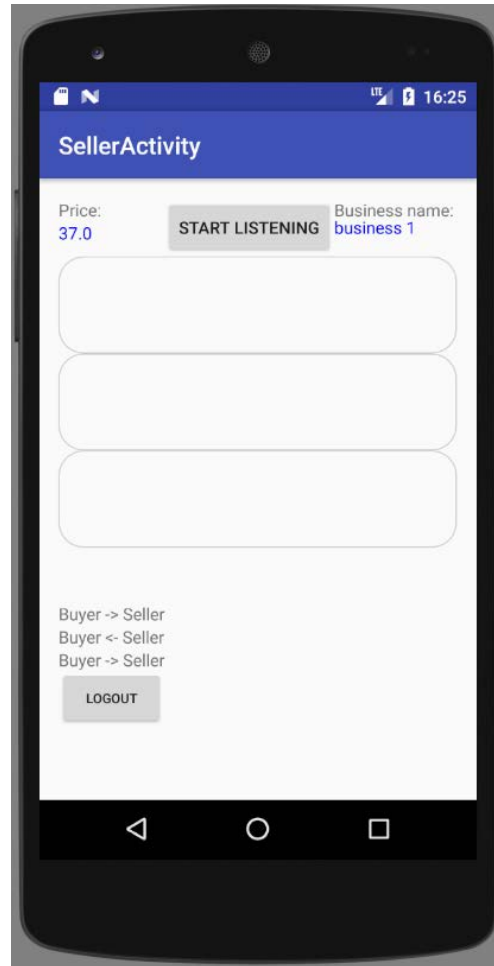 LTE 16:25
SellerActivity
Price:
37.0
START LISTENING
Business name:
business 1
Buyer -> Seller
Buyer <- Seller
Buyer -> Seller
LOGOUT